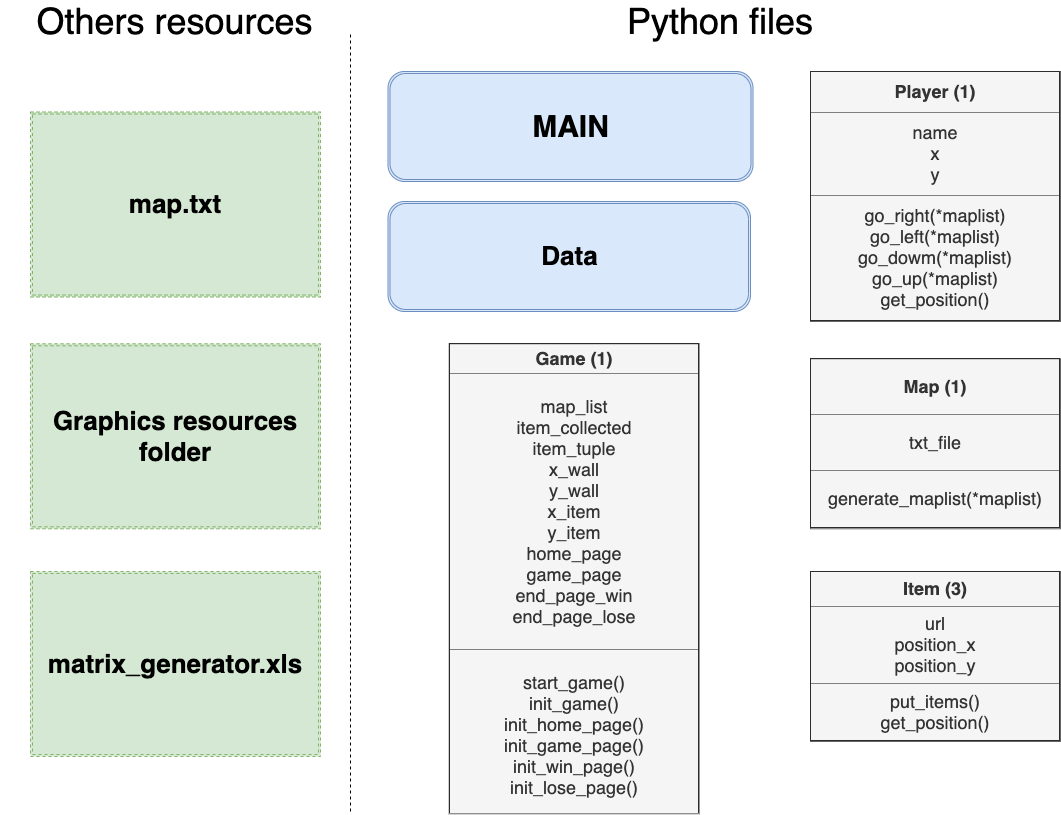 Others resources
Python files
map.txt
Graphics resources
folder
matrix_generator.xls
MAIN
Data
Game (1)
map_list
item_collected
item_tuple
x_wall
y_wall
x_item
y_item
home_page
game_page
end_page_win
end_page_lose
start_game()
init_game()
init_home_page()
init_game_page()
init_win_page()
init_lose_page()
Player (1)
name
x
y
go_right(*maplist)
go_left(*maplist)
go_dowm(*maplist)
go_up(*maplist)
get_position()
Map (1)
txt_file
generate_maplist(*maplist)
Item (3)
url
position_x
position_y
put_items()
get_position()